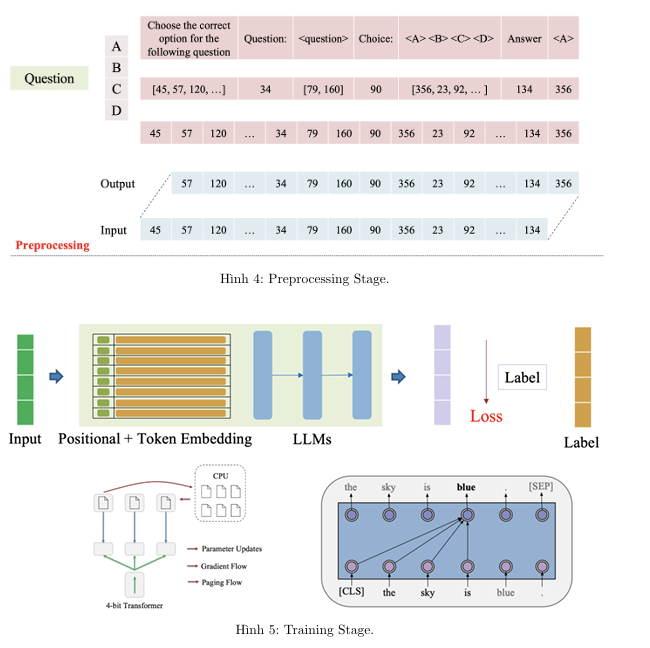 Choose the correct option for the following question Question: <question> Choice: <A> <B> <C> <D> Answer <A>
A
B
C
D
Question
[45, 57, 120, …] 34 [79, 160] 90 [356, 23, 92, … ] 134 356
45 57 120 … 34 79 160 90 356 23 92 … 134 356
Output 57 120 … 34 79 160 90 356 23 92 … 134 356
Input 45 57 120 … 34 79 160 90 356 23 92 … 134
Preprocessing
Hình 4: Preprocessing Stage.
Label
Loss
Input Positional + Token Embedding LLMs Label
CPU
Parameter Updates
Gradient Flow
Paging Flow
4-bit Transformer
the sky is blue . [SEP]
[CLS] the sky is blue .
Hình 5: Training Stage.